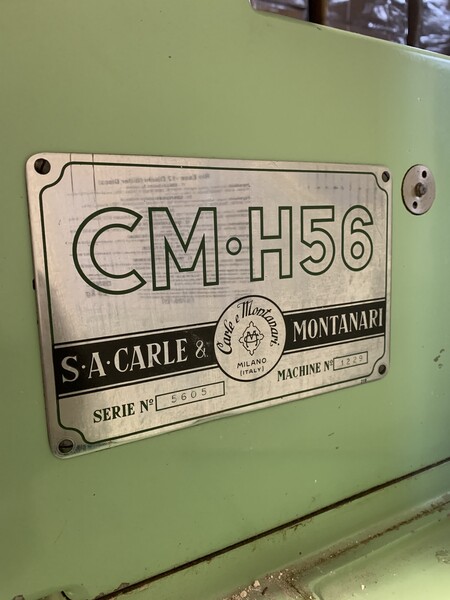 CM·H56
S·A·CARLE & MONTANARI
Carle e Montanari
MILANO
(ITALY)
SERIE Nº 5605
MACHINE Nº 1229